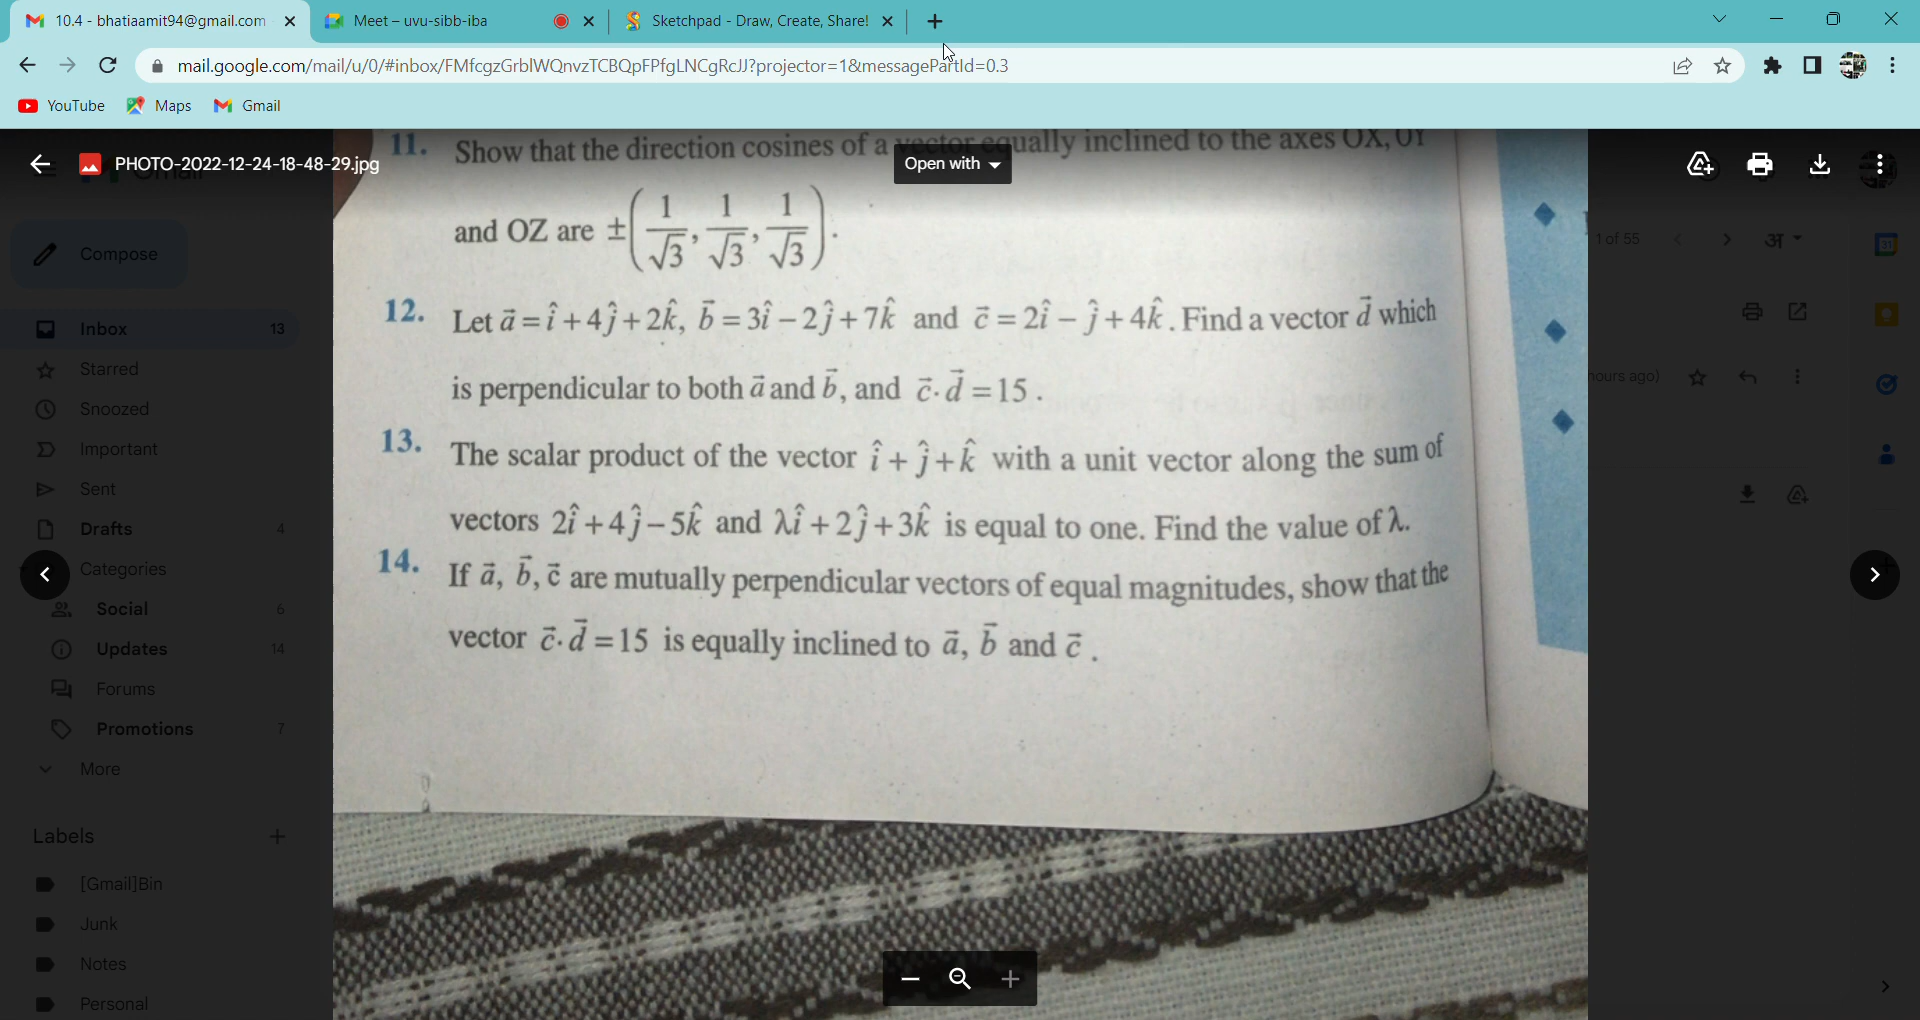 10.4 - bhatiaamit94@gmail.com
Meet – uvu-sibb-iba
Sketchpad - Draw, Create, Share!
mail.google.com/mail/u/0/#inbox/FMfcgzGrblWQnvzTCBQpFPfgLNCgRcJJ?projector=1&messagePartId=0.3
YouTube Maps Gmail
PHOTO-2022-12-24-18-48-29.jpg
Open with
Compose
Inbox 13
Starred
Snoozed
Important
Sent
Drafts 4
Categories
Social 6
Updates 14
Forums
Promotions 7
More
Labels
[Gmail]Bin
Junk
Notes
Personal
11. Show that the direction cosines of a vector equally inclined to the axes OX, OY
and OZ are ±(1/√3, 1/√3, 1/√3).
12. Let a⃗ = î + 4ĵ + 2k̂, b⃗ = 3î – 2ĵ + 7k̂ and c⃗ = 2î – ĵ + 4k̂. Find a vector d⃗ which
is perpendicular to both a⃗ and b⃗, and c⃗·d⃗ = 15.
13. The scalar product of the vector î + ĵ + k̂ with a unit vector along the sum of
vectors 2î + 4ĵ – 5k̂ and λî + 2ĵ + 3k̂ is equal to one. Find the value of λ.
14. If a⃗, b⃗, c⃗ are mutually perpendicular vectors of equal magnitudes, show that the
vector c⃗·d⃗ = 15 is equally inclined to a⃗, b⃗ and c⃗.
1 of 55
अ
hours ago)
31